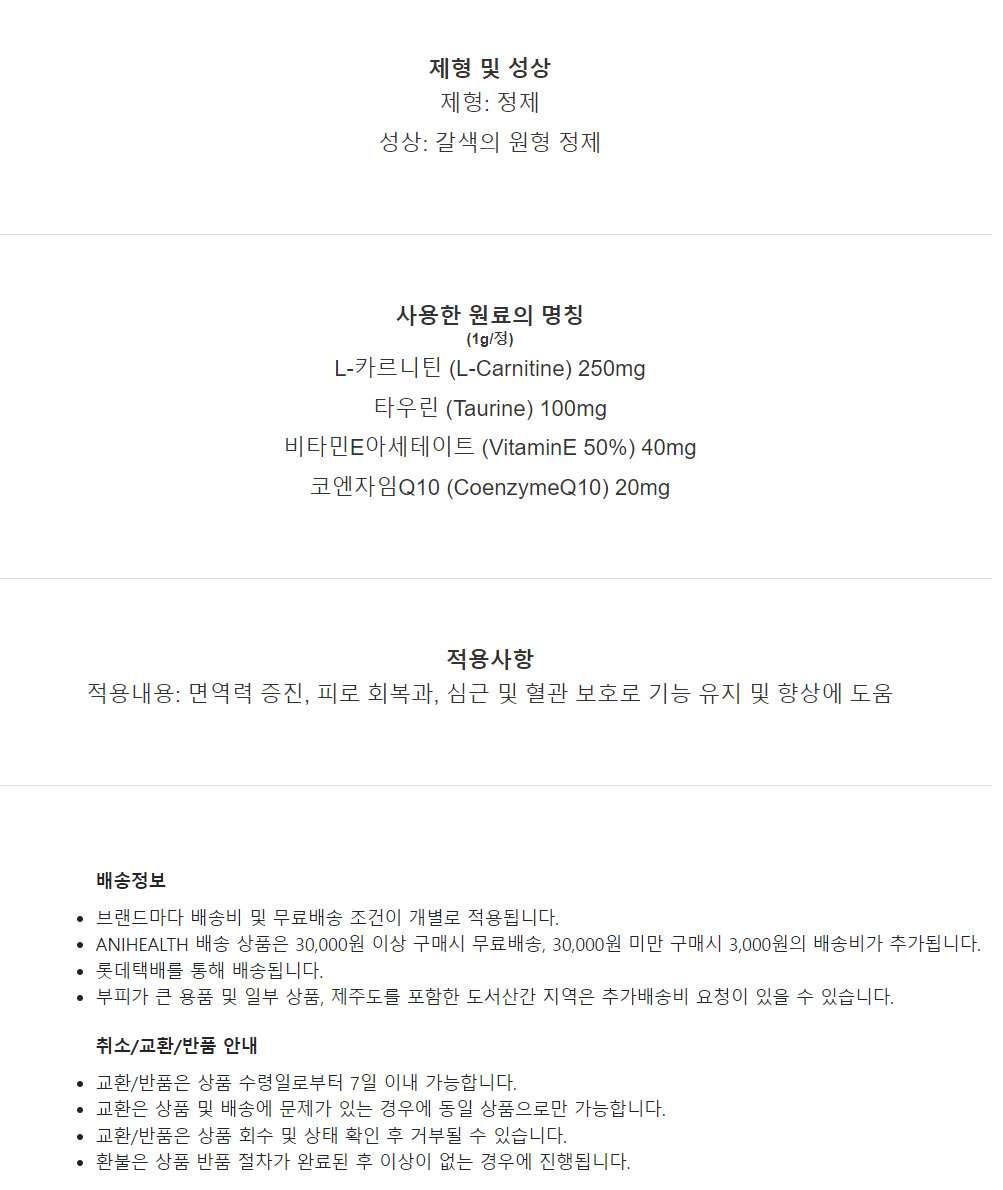 제형 및 성상
제형: 정제
성상: 갈색의 원형 정제
사용한 원료의 명칭
(1g/정)
L-카르니틴 (L-Carnitine) 250mg
타우린 (Taurine) 100mg
비타민E아세테이트 (VitaminE 50%) 40mg
코엔자임Q10 (CoenzymeQ10) 20mg
적용사항
적용내용: 면역력 증진, 피로 회복과, 심근 및 혈관 보호로 기능 유지 및 향상에 도움
배송정보
• 브랜드마다 배송비 및 무료배송 조건이 개별로 적용됩니다.
• ANIHEALTH 배송 상품은 30,000원 이상 구매시 무료배송, 30,000원 미만 구매시 3,000원의 배송비가 추가됩니다.
• 롯데택배를 통해 배송됩니다.
• 부피가 큰 용품 및 일부 상품, 제주도를 포함한 도서산간 지역은 추가배송비 요청이 있을 수 있습니다.
취소/교환/반품 안내
• 교환/반품은 상품 수령일로부터 7일 이내 가능합니다.
• 교환은 상품 및 배송에 문제가 있는 경우에 동일 상품으로만 가능합니다.
• 교환/반품은 상품 회수 및 상태 확인 후 거부될 수 있습니다.
• 환불은 상품 반품 절차가 완료된 후 이상이 없는 경우에 진행됩니다.